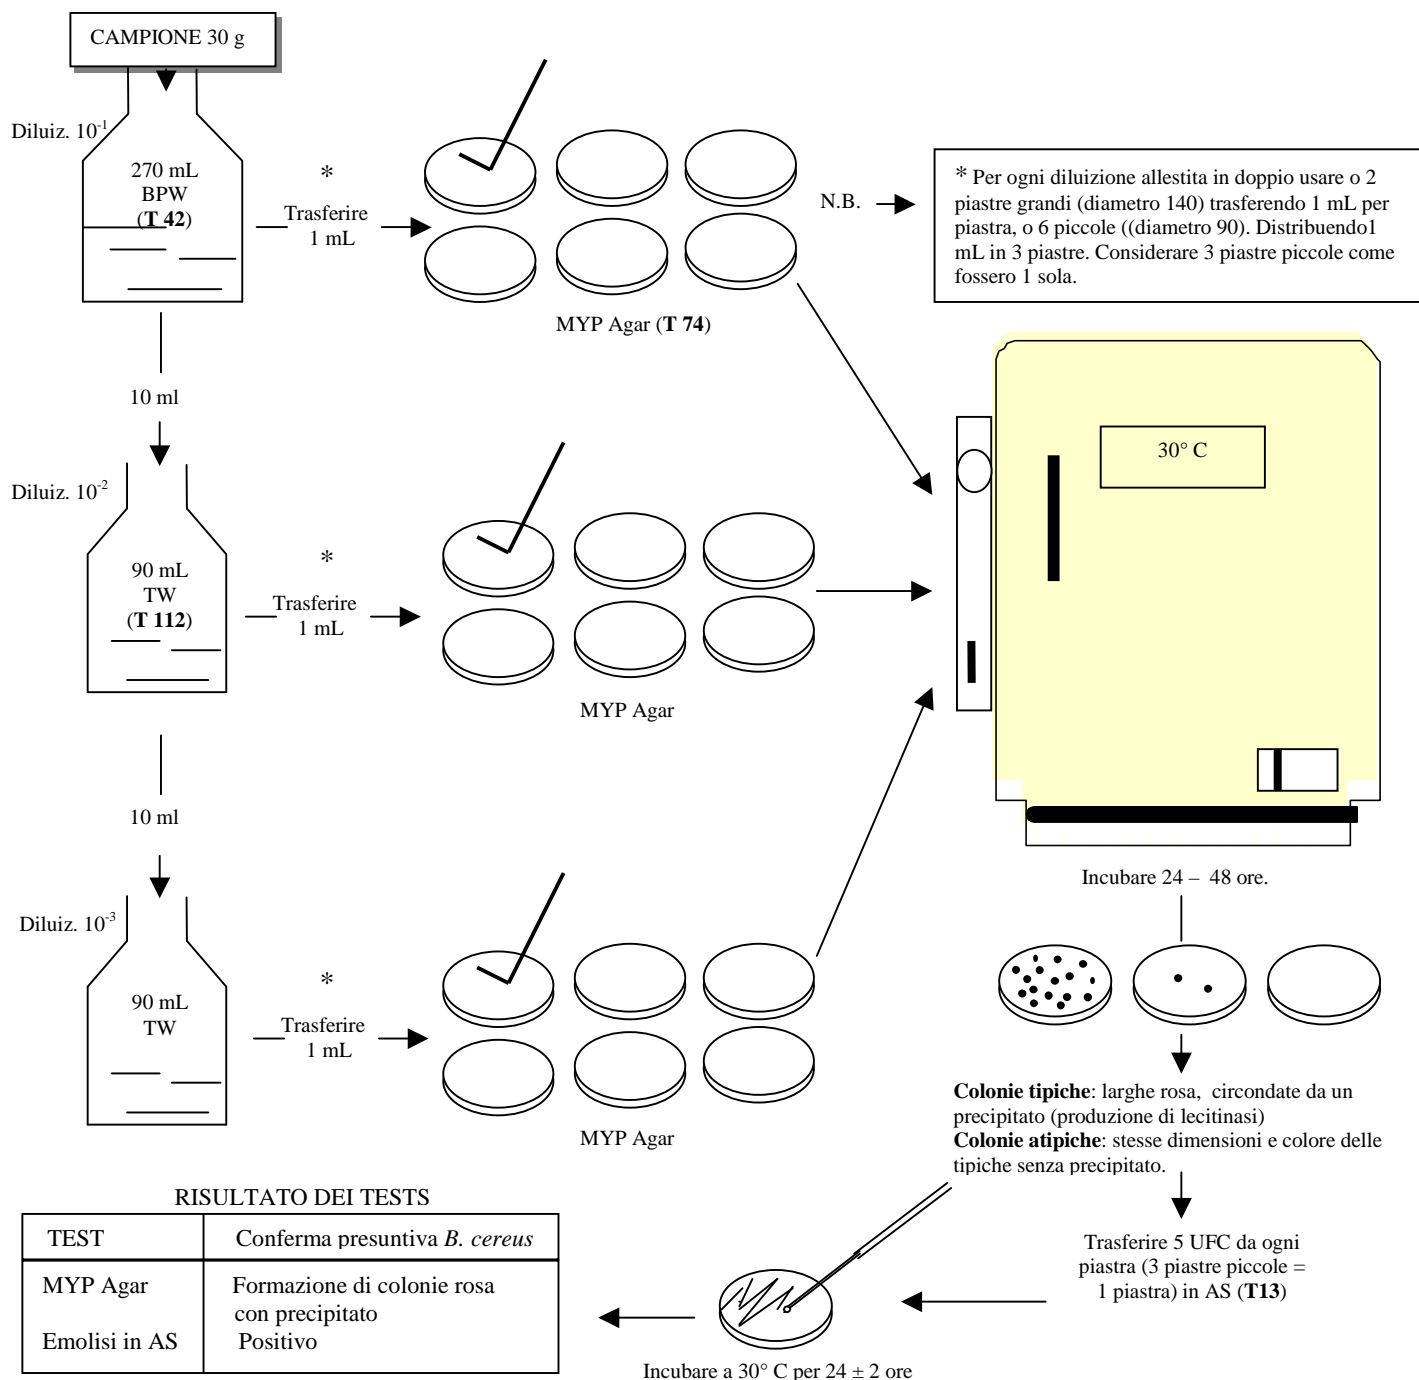 CAMPIONE 30 g
Diluiz. 10-1
270 mL
BPW
(T 42)
*
Trasferire
1 mL
MYP Agar (T 74)
N.B.
* Per ogni diluizione allestita in doppio usare o 2
piastre grandi (diametro 140) trasferendo 1 mL per
piastra, o 6 piccole ((diametro 90). Distribuendo1
mL in 3 piastre. Considerare 3 piastre piccole come
fossero 1 sola.
10 ml
Diluiz. 10-2
90 mL
TW
(T 112)
*
Trasferire
1 mL
MYP Agar
30° C
10 ml
Diluiz. 10-3
90 mL
TW
*
Trasferire
1 mL
MYP Agar
Incubare 24 – 48 ore.
Colonie tipiche: larghe rosa, circondate da un
precipitato (produzione di lecitinasi)
Colonie atipiche: stesse dimensioni e colore delle
tipiche senza precipitato.
Trasferire 5 UFC da ogni
piastra (3 piastre piccole =
1 piastra) in AS (T13)
Incubare a 30° C per 24 ± 2 ore
RISULTATO DEI TESTS
TEST Conferma presuntiva B. cereus
MYP Agar Formazione di colonie rosa
con precipitato
Emolisi in AS Positivo